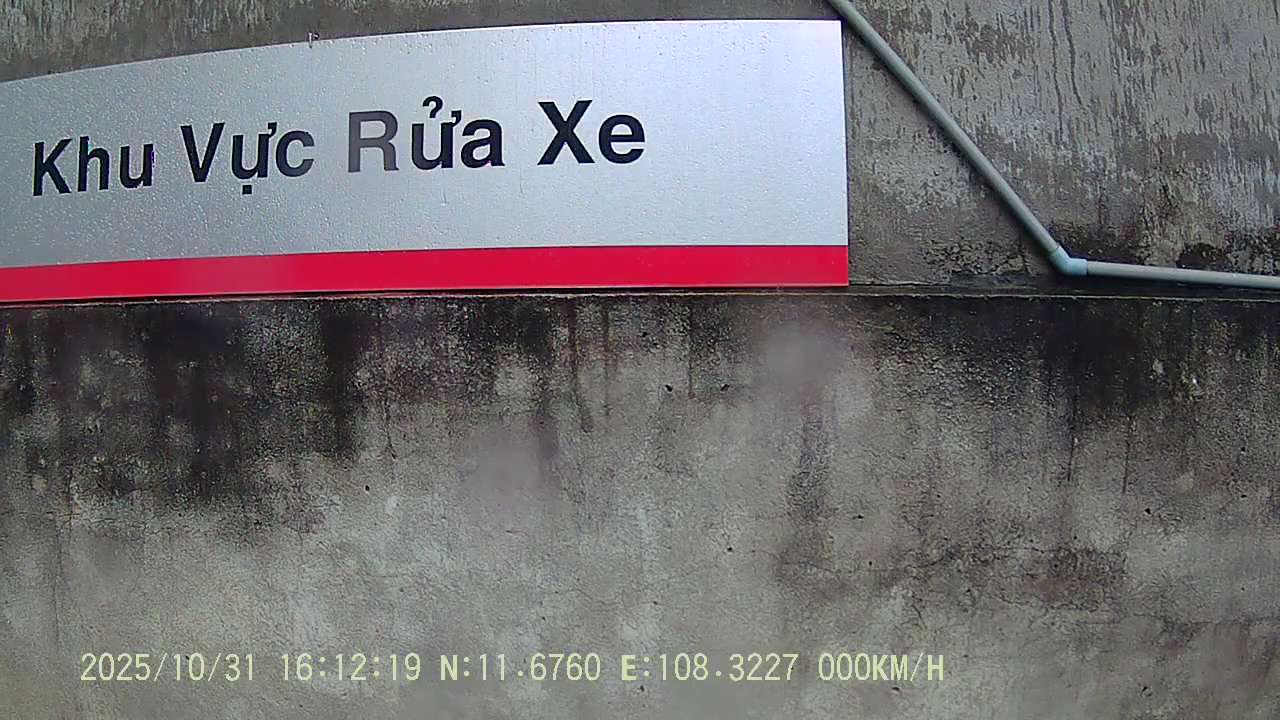 Khu Vực Rửa Xe
2025/10/31 16:12:19 N:11.6760 E:108.3227 000KM/H